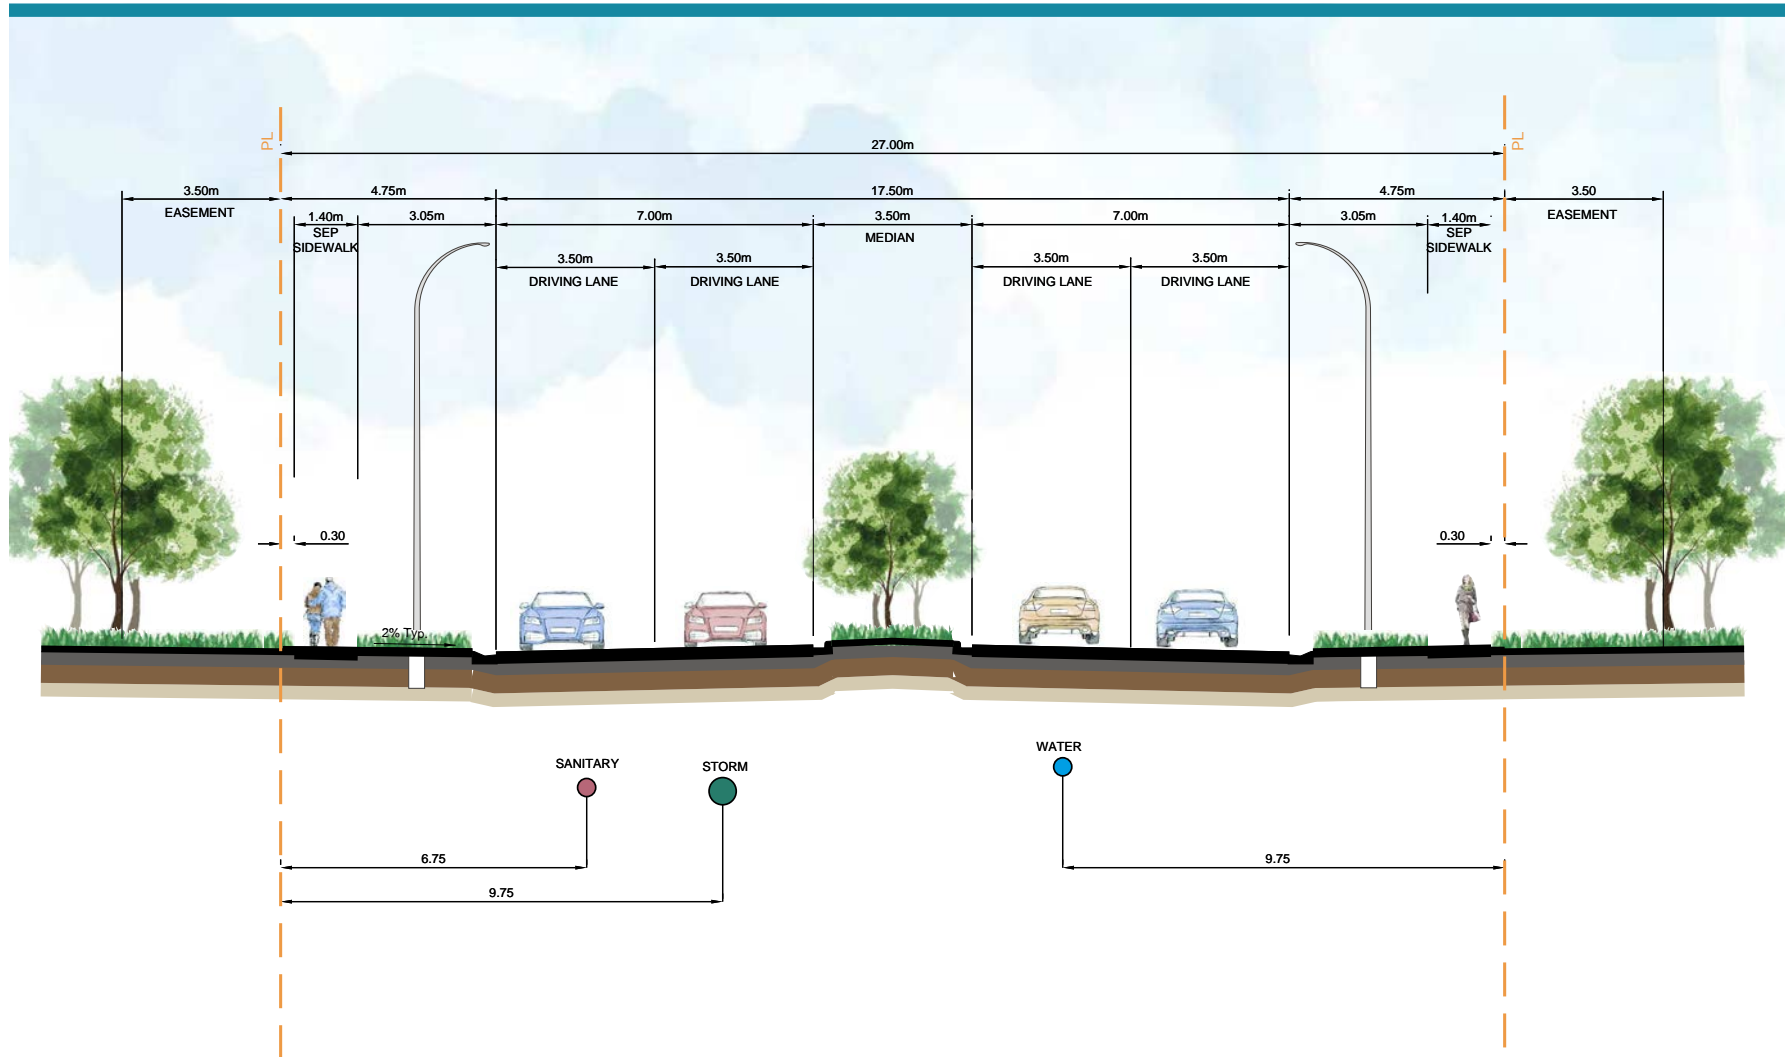 PL
PL
27.00m
3.50m
4.75m
17.50m
4.75m
3.50
EASEMENT
EASEMENT
1.40m
3.05m
7.00m
3.50m
7.00m
3.05m
1.40m
SEP
SIDEWALK
MEDIAN
SEP
SIDEWALK
3.50m
3.50m
3.50m
3.50m
DRIVING LANE
DRIVING LANE
DRIVING LANE
DRIVING LANE
0.30
0.30
2% Typ.
WATER
SANITARY
STORM
6.75
9.75
9.75